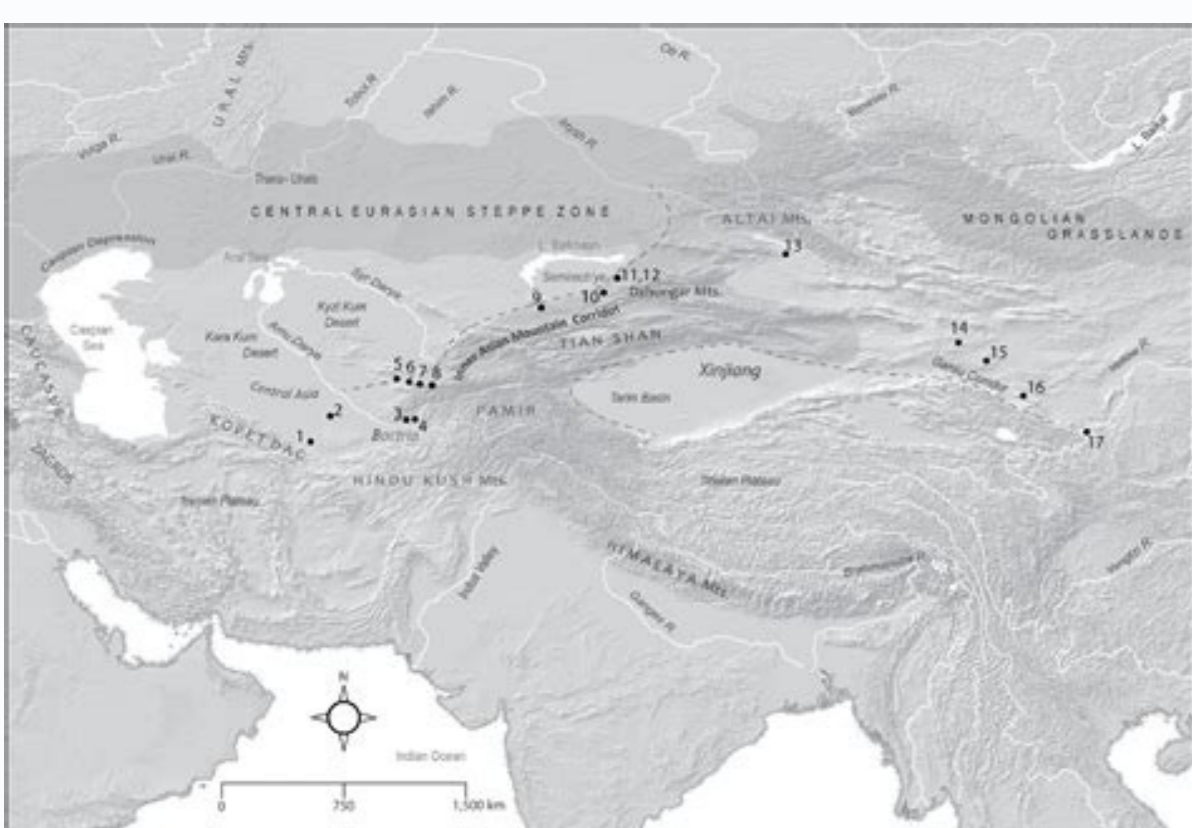 URAL Mts.
Tobol R.
Ishim R.
Ob R.
Yenisei R.
L. Baikal
Volga R.
Ural R.
Irtysh R.
Trans-Urals
CENTRAL EURASIAN STEPPE ZONE
ALTAI Mts.
MONGOLIAN
GRASSLANDS
Caspian Depression
Aral Sea
L. Balkhash
13
Syr Darya
Semirech'ye
11,12
Kyzl Kum
Desert
9
10
Dzhungar Mts.
Caspian
Sea
Kara Kum
Desert
Amu Darya
Inner Asian Mountain Corridor
TIAN SHAN
14
CAUCASUS
5
6
7
8
Xinjiang
15
Gansu Corridor
Yellow R.
Central Asia
Tarim Basin
16
2
3
4
PAMIR
KOPET DAG
1
Bactria
17
ZAGROS
HINDU KUSH Mts.
Iranian Plateau
Tibetan Plateau
Indus Valley
HIMALAYA Mts.
Brahmaputra R.
Yangtze R.
Ganges R.
N
Indian Ocean
0
750
1,500 km